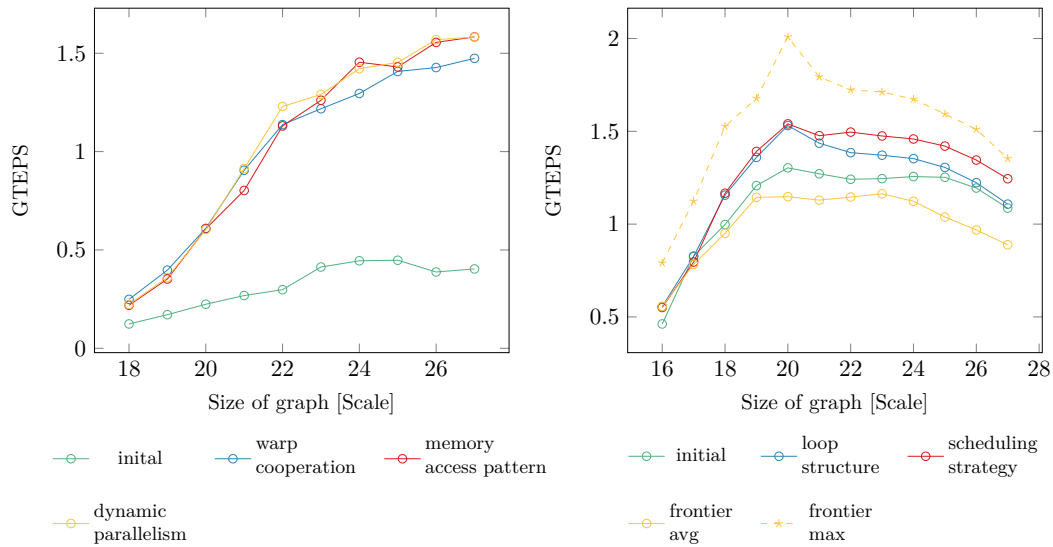 1.5
1
0.5
0
GTEPS
18
20
22
24
26
Size of graph [Scale]
inital
warp
cooperation
memory
access pattern
dynamic
parallelism
2
1.5
1
0.5
GTEPS
16
18
20
22
24
26
28
Size of graph [Scale]
initial
loop
structure
scheduling
strategy
frontier
avg
frontier
max